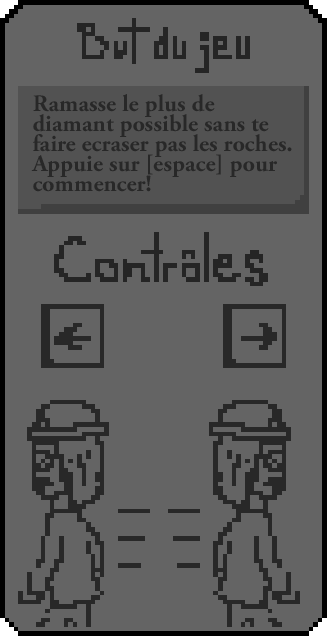 But du jeu
Ramasse le plus de
diamant possible sans te
faire ecraser pas les roches.
Appuie sur [espace] pour
commencer!
Contrôles